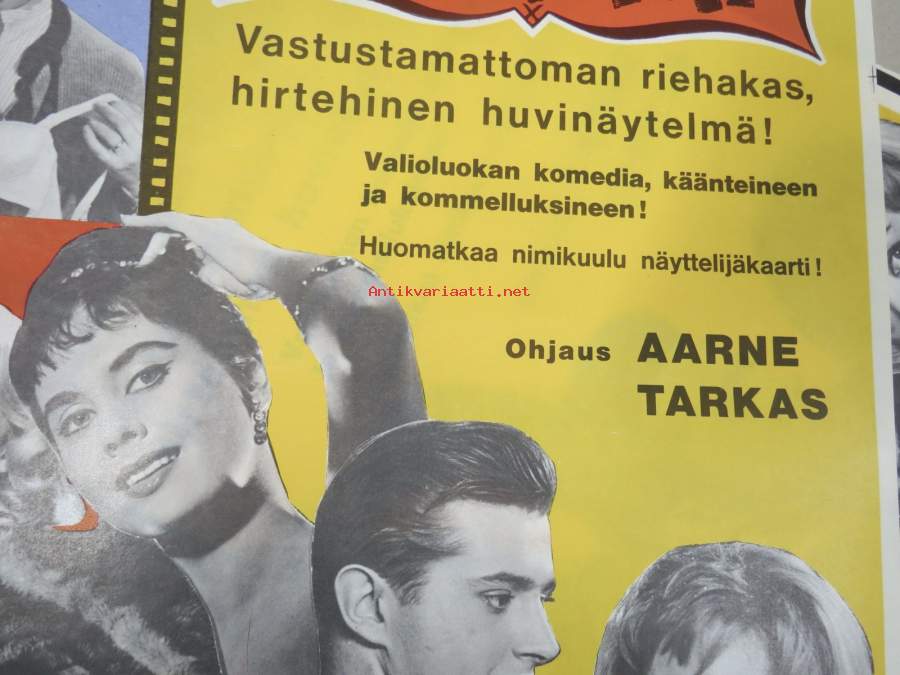 Vastustamattoman riehakas,
hirtehinen huvinäytelmä!
Valioluokan komedia, käänteineen
ja kommelluksineen!
Huomatkaa nimikuulu näyttelijäkaarti!
Antikvariaatti.net
Ohjaus AARNE
TARKAS